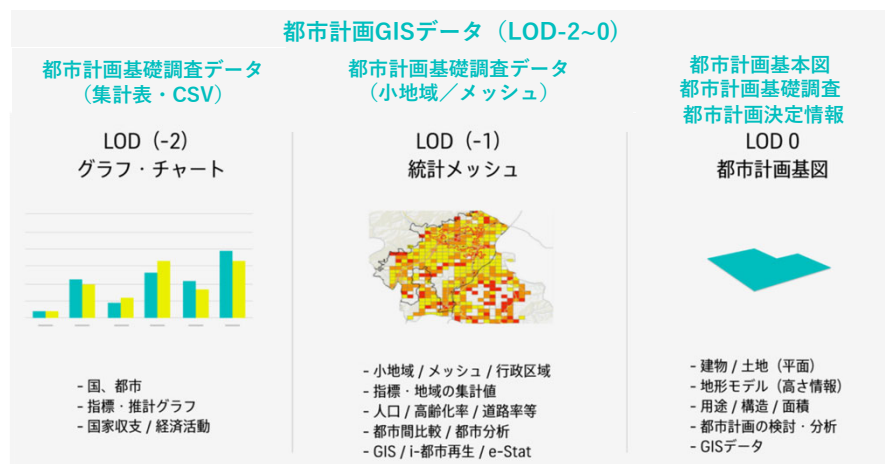 都市計画GISデータ（LOD-2~0）
都市計画基礎調査データ
（集計表・CSV）
LOD（-2）
グラフ・チャート
- 国、都市
- 指標・推計グラフ
- 国家収支 / 経済活動
都市計画基礎調査データ
（小地域／メッシュ）
LOD（-1）
統計メッシュ
- 小地域 / メッシュ / 行政区域
- 指標・地域の集計値
- 人口 / 高齢化率 / 道路率等
- 都市間比較 / 都市分析
- GIS / i-都市再生 / e-Stat
都市計画基本図
都市計画基礎調査
都市計画決定情報
LOD 0
都市計画基図
- 建物 / 土地（平面）
- 地形モデル（高さ情報）
- 用途 / 構造 / 面積
- 都市計画の検討・分析
- GISデータ